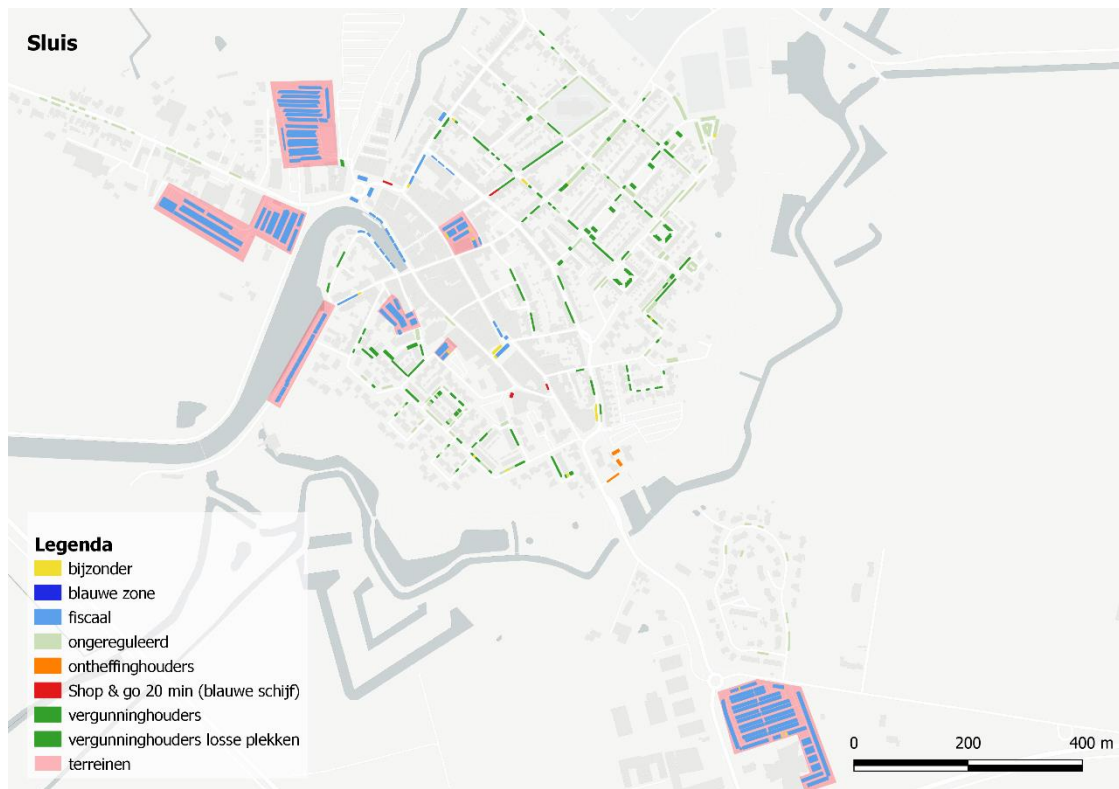 Sluis
Legenda
bijzonder
blauwe zone
fiscaal
ongereguleerd
ontheffinghouders
Shop & go 20 min (blauwe schijf)
vergunninghouders
vergunninghouders losse plekken
terreinen
0 200 400 m